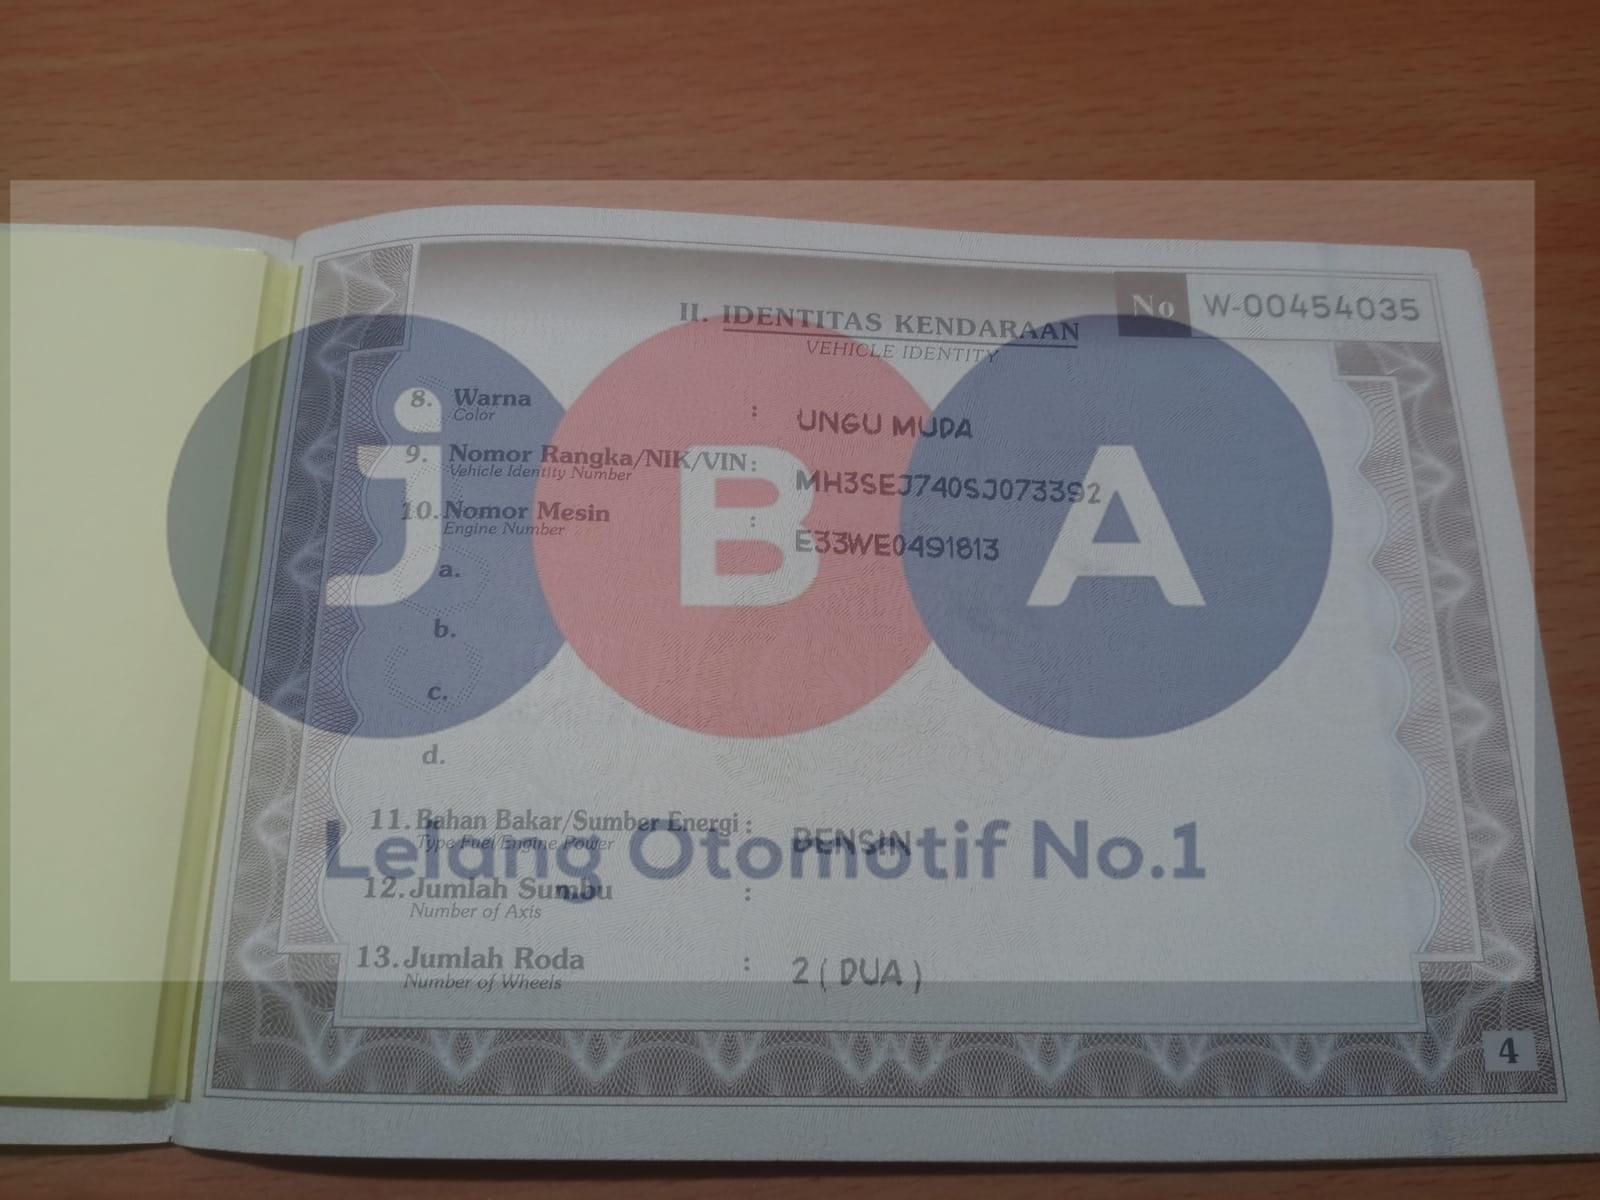 No W-00454035
II. IDENTITAS KENDARAAN
VEHICLE IDENTITY
8. Warna : UNGU MUDA
Color
9. Nomor Rangka/NIK/VIN : MH3SEJ740SJ073392
Vehicle Identity Number
10. Nomor Mesin : E33WE0491813
Engine Number
a.
b.
c.
d.
jBA
11. Bahan Bakar/Sumber Energi : BENSIN
Type Fuel/Engine Power
Lelang Otomotif No.1
12. Jumlah Sumbu :
Number of Axis
13. Jumlah Roda : 2 ( DUA )
Number of Wheels
4